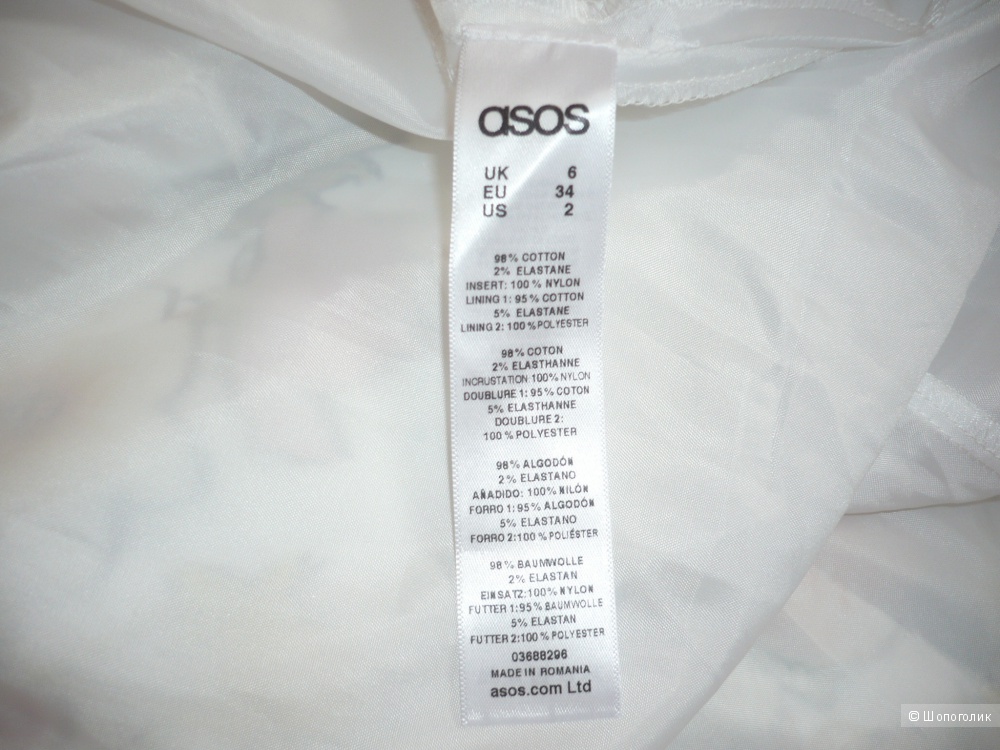 asos
UK 6
EU 34
US 2
98% COTTON
2% ELASTANE
INSERT: 100% NYLON
LINING 1: 95% COTTON
5% ELASTANE
LINING 2: 100% POLYESTER
98% COTON
2% ELASTHANNE
INCRUSTATION 100% NYLON
DOUBLURE 1: 95% COTON
5% ELASTHANNE
DOUBLURE 2:
100% POLYESTER
98% ALGODÓN
2% ELASTANO
AÑADIDO: 100% NILÓN
FORRO 1: 95% ALGODÓN
5% ELASTANO
FORRO 2:100% POLIÉSTER
98% BAUMWOLLE
2% ELASTAN
EINSATZ:100% NYLON
FUTTER 1:95% BAUMWOLLE
5% ELASTAN
FUTTER 2:100% POLYESTER
03688296
MADE IN ROMANIA
asos.com Ltd
© Шопоголик